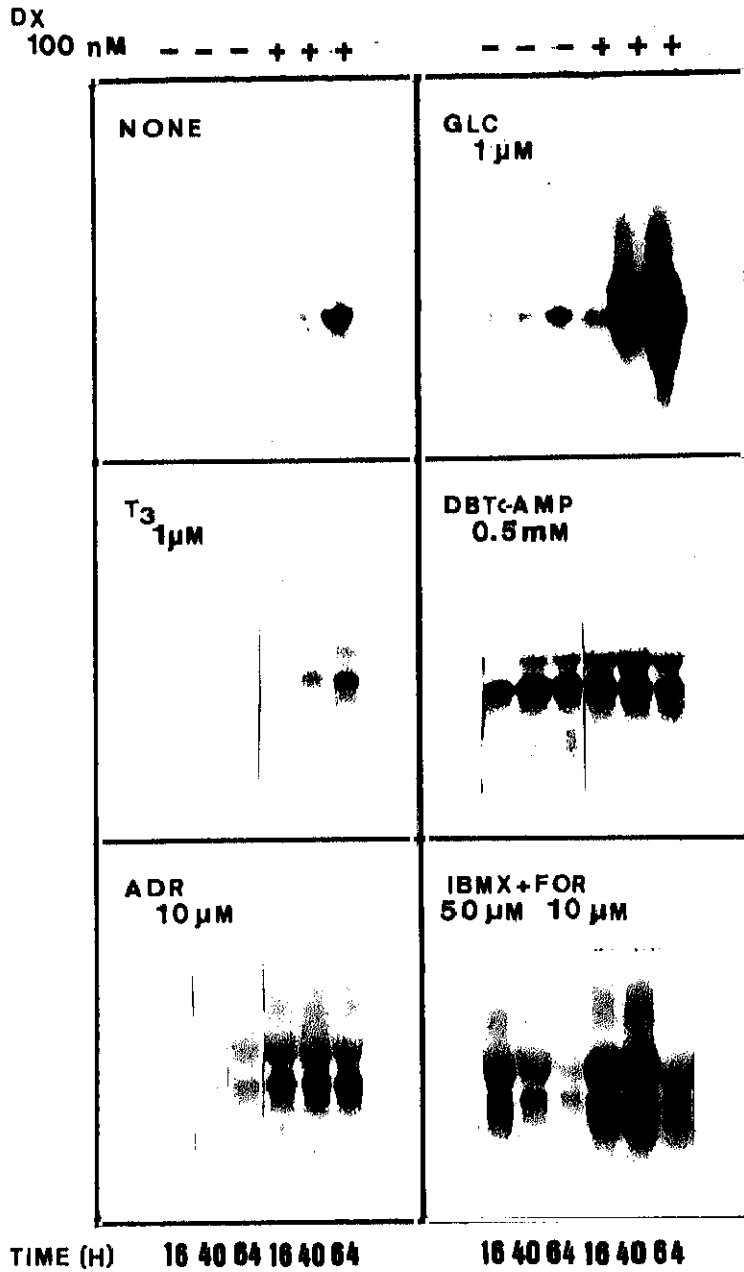 DX
100 nM - - - + + + - - - + + +
NONE
GLC
1 µM
T3
1µM
DBTc-AMP
0.5mM
ADR
10 µM
IBMX+FOR
50 µM 10 µM
TIME (H) 16 40 64 16 40 64 16 40 64 16 40 64